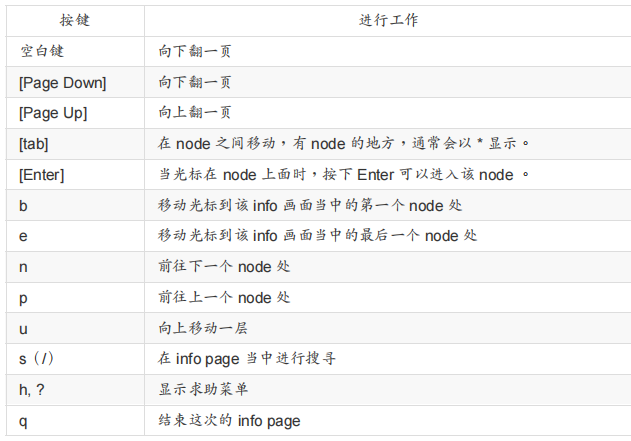 按键 进行工作
空白键 向下翻一页
[Page Down] 向下翻一页
[Page Up] 向上翻一页
[tab] 在 node 之间移动，有 node 的地方，通常会以 * 显示。
[Enter] 当光标在 node 上面时，按下 Enter 可以进入该 node 。
b 移动光标到该 info 画面当中的第一个 node 处
e 移动光标到该 info 画面当中的最后一个 node 处
n 前往下一个 node 处
p 前往上一个 node 处
u 向上移动一层
s（/） 在 info page 当中进行搜寻
h, ? 显示求助菜单
q 结束这次的 info page